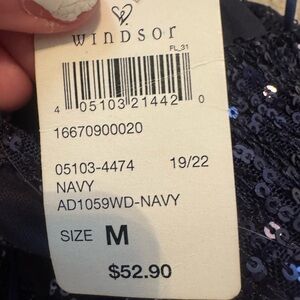 WINDSOR
FL_31
4 05103 21442 0
16670900020
05103-4474 19/22
NAVY
AD1059WD-NAVY
SIZE M
$52.90